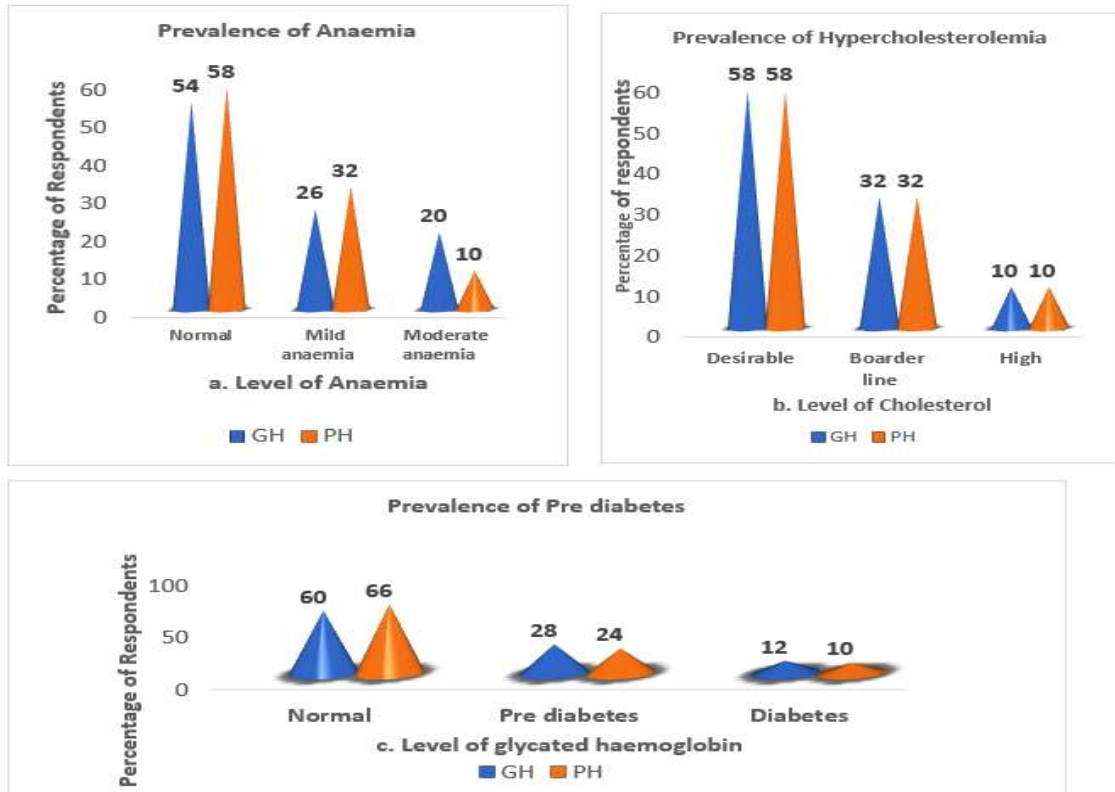 Prevalence of Anaemia
Percentage of Respondents
60
50
40
30
20
10
0
54 58
26 32
20 10
Normal Mild Moderate
anaemia anaemia
a. Level of Anaemia
GH PH
Prevalence of Hypercholesterolemia
Percentage of respondents
60
50
40
30
20
10
0
58 58
32 32
10 10
Desirable Boarder High
line
b. Level of Cholesterol
GH PH
Prevalence of Pre diabetes
Percentage of Respondents
100
50
0
60 66
28 24
12 10
Normal Pre diabetes Diabetes
c. Level of glycated haemoglobin
GH PH